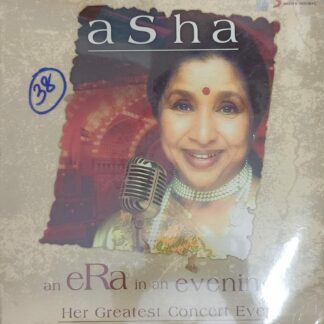 asha
38
an eRa in an evenin
Her Greatest Concert Eve